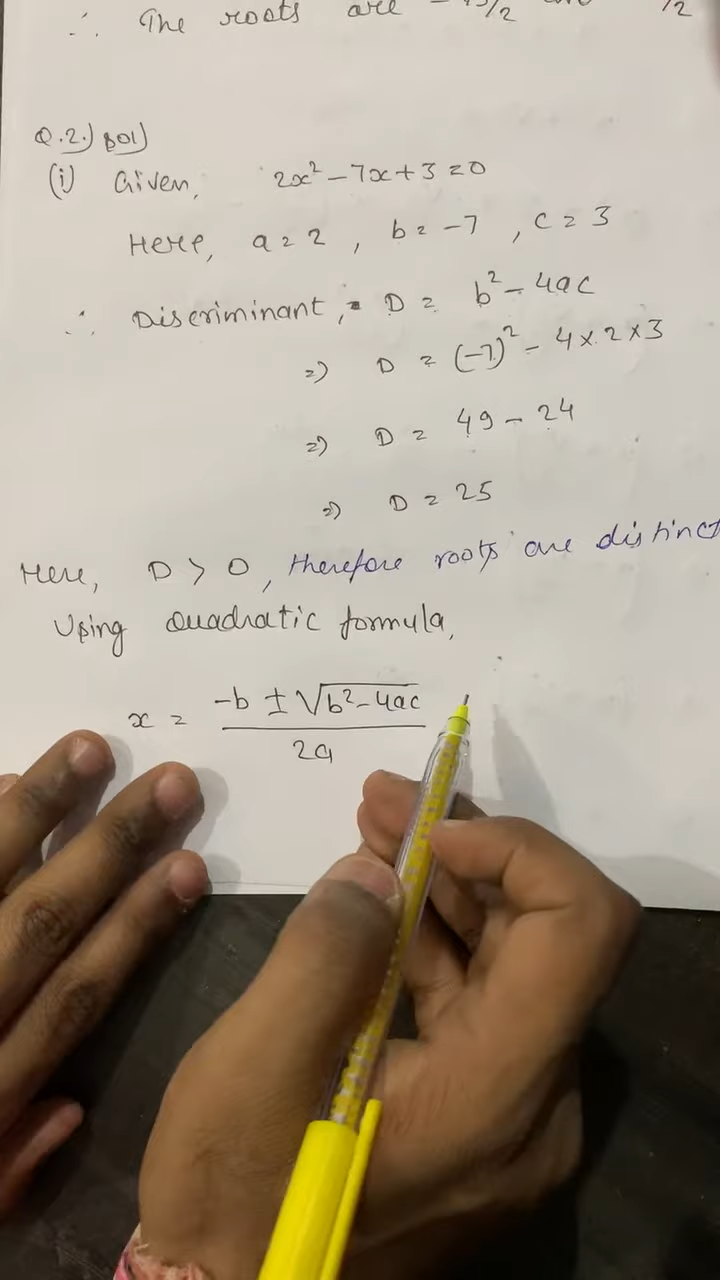 ∴ The roots are
Q.2.) Sol)
(i) Given, 2x² - 7x + 3 = 0
Here, a = 2, b = -7, c = 3
∴ Discriminant, D = b² - 4ac
=) D = (-7)² - 4 × 2 × 3
=) D = 49 - 24
=) D = 25
Here, D > 0, therefore roots are distinct
Using Quadratic formula,
x = -b ± √b² - 4ac / 2a